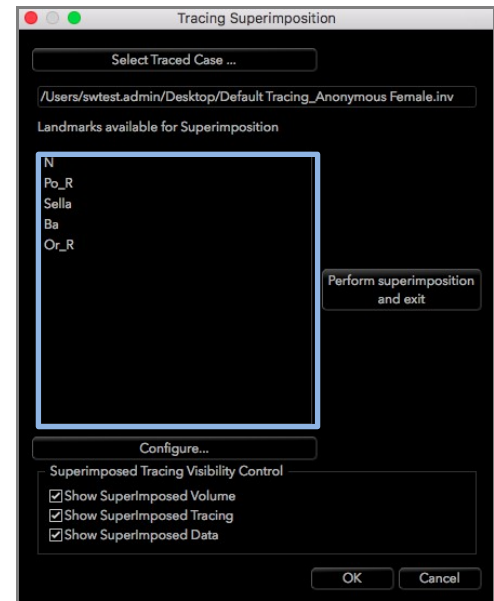 Tracing Superimposition
Select Traced Case ...
/Users/swtest.admin/Desktop/Default Tracing_Anonymous Female.inv
Landmarks available for Superimposition
N
Po_R
Sella
Ba
Or_R
Perform superimposition
and exit
Configure...
Superimposed Tracing Visibility Control
Show SuperImposed Volume
Show SuperImposed Tracing
Show SuperImposed Data
OK
Cancel